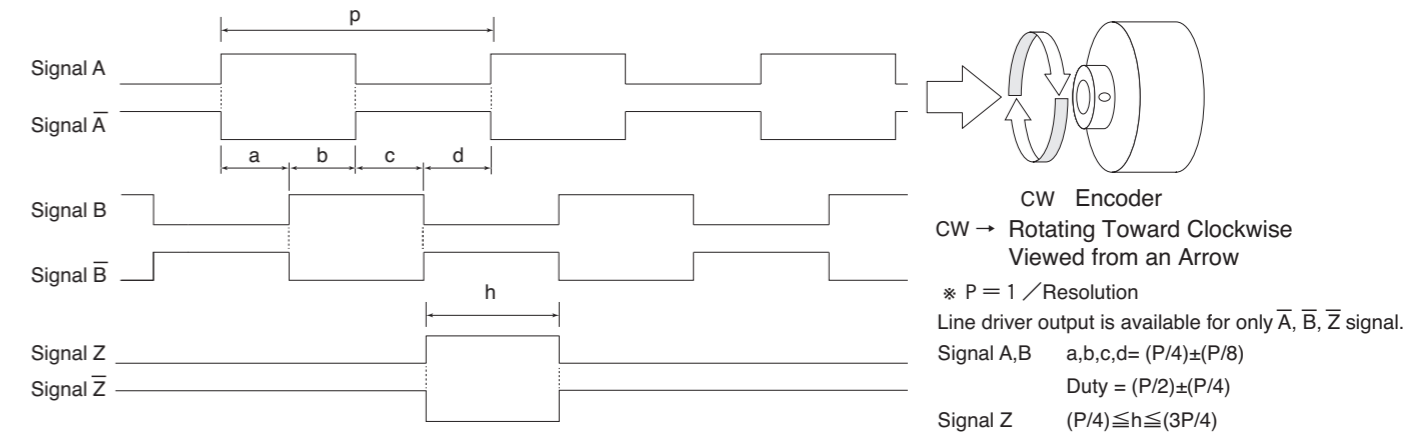 p
Signal A
Signal A̅
a b c d
Signal B
Signal B̅
h
Signal Z
Signal Z̅
CW Encoder
CW → Rotating Toward Clockwise
Viewed from an Arrow
※ P＝1／Resolution
Line driver output is available for only A̅, B̅, Z̅ signal.
Signal A,B a,b,c,d= (P/4)±(P/8)
Duty = (P/2)±(P/4)
Signal Z (P/4)≦h≦(3P/4)